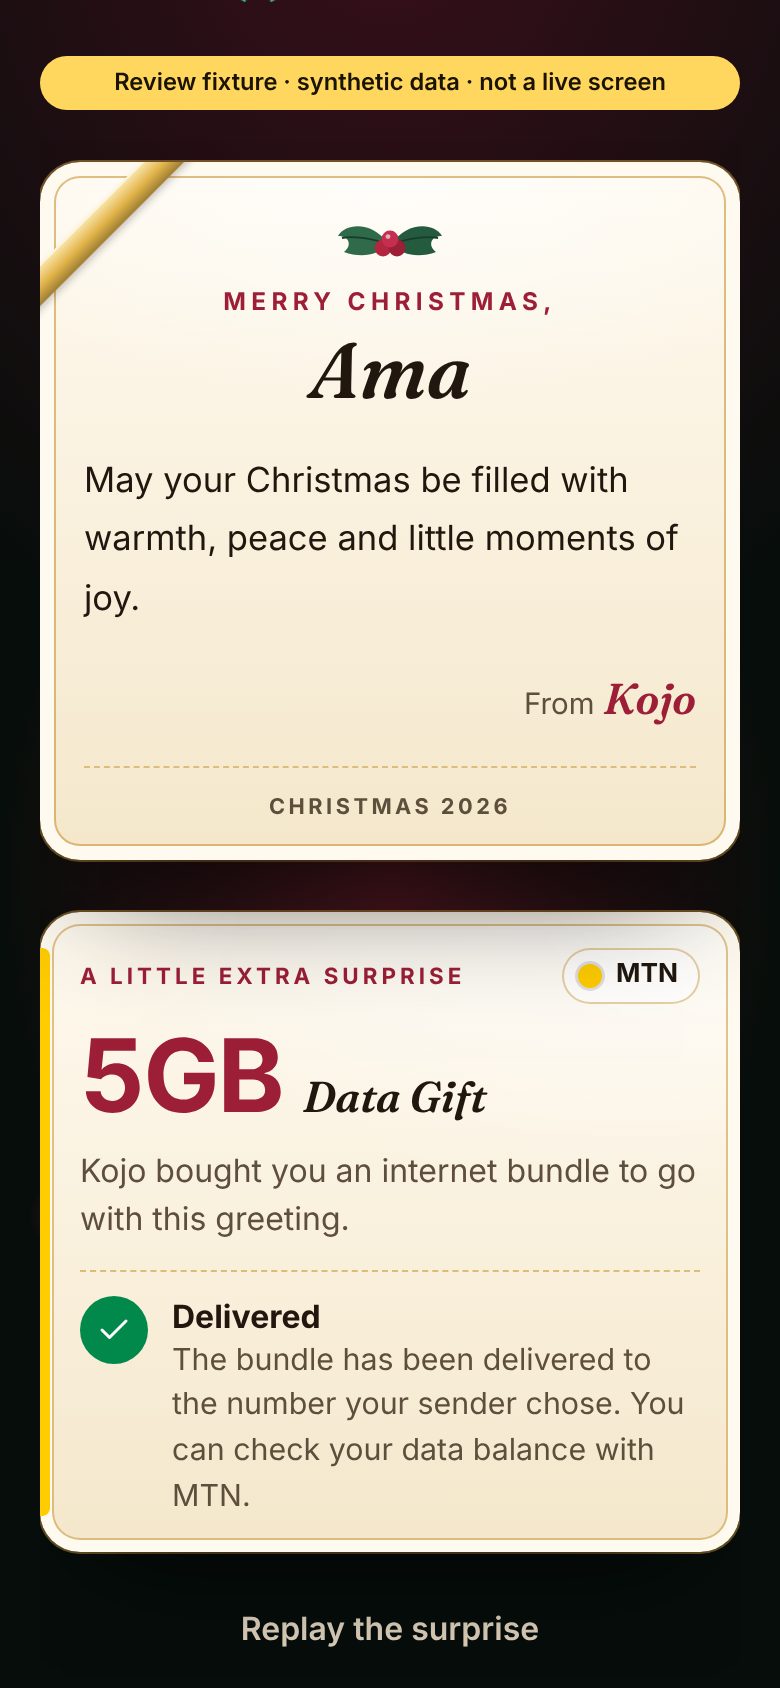 Review fixture · synthetic data · not a live screen
MERRY CHRISTMAS,
Ama
May your Christmas be filled with
warmth, peace and little moments of
joy.
From Kojo
CHRISTMAS 2026
A LITTLE EXTRA SURPRISE
MTN
5GB Data Gift
Kojo bought you an internet bundle to go
with this greeting.
Delivered
The bundle has been delivered to
the number your sender chose. You
can check your data balance with
MTN.
Replay the surprise